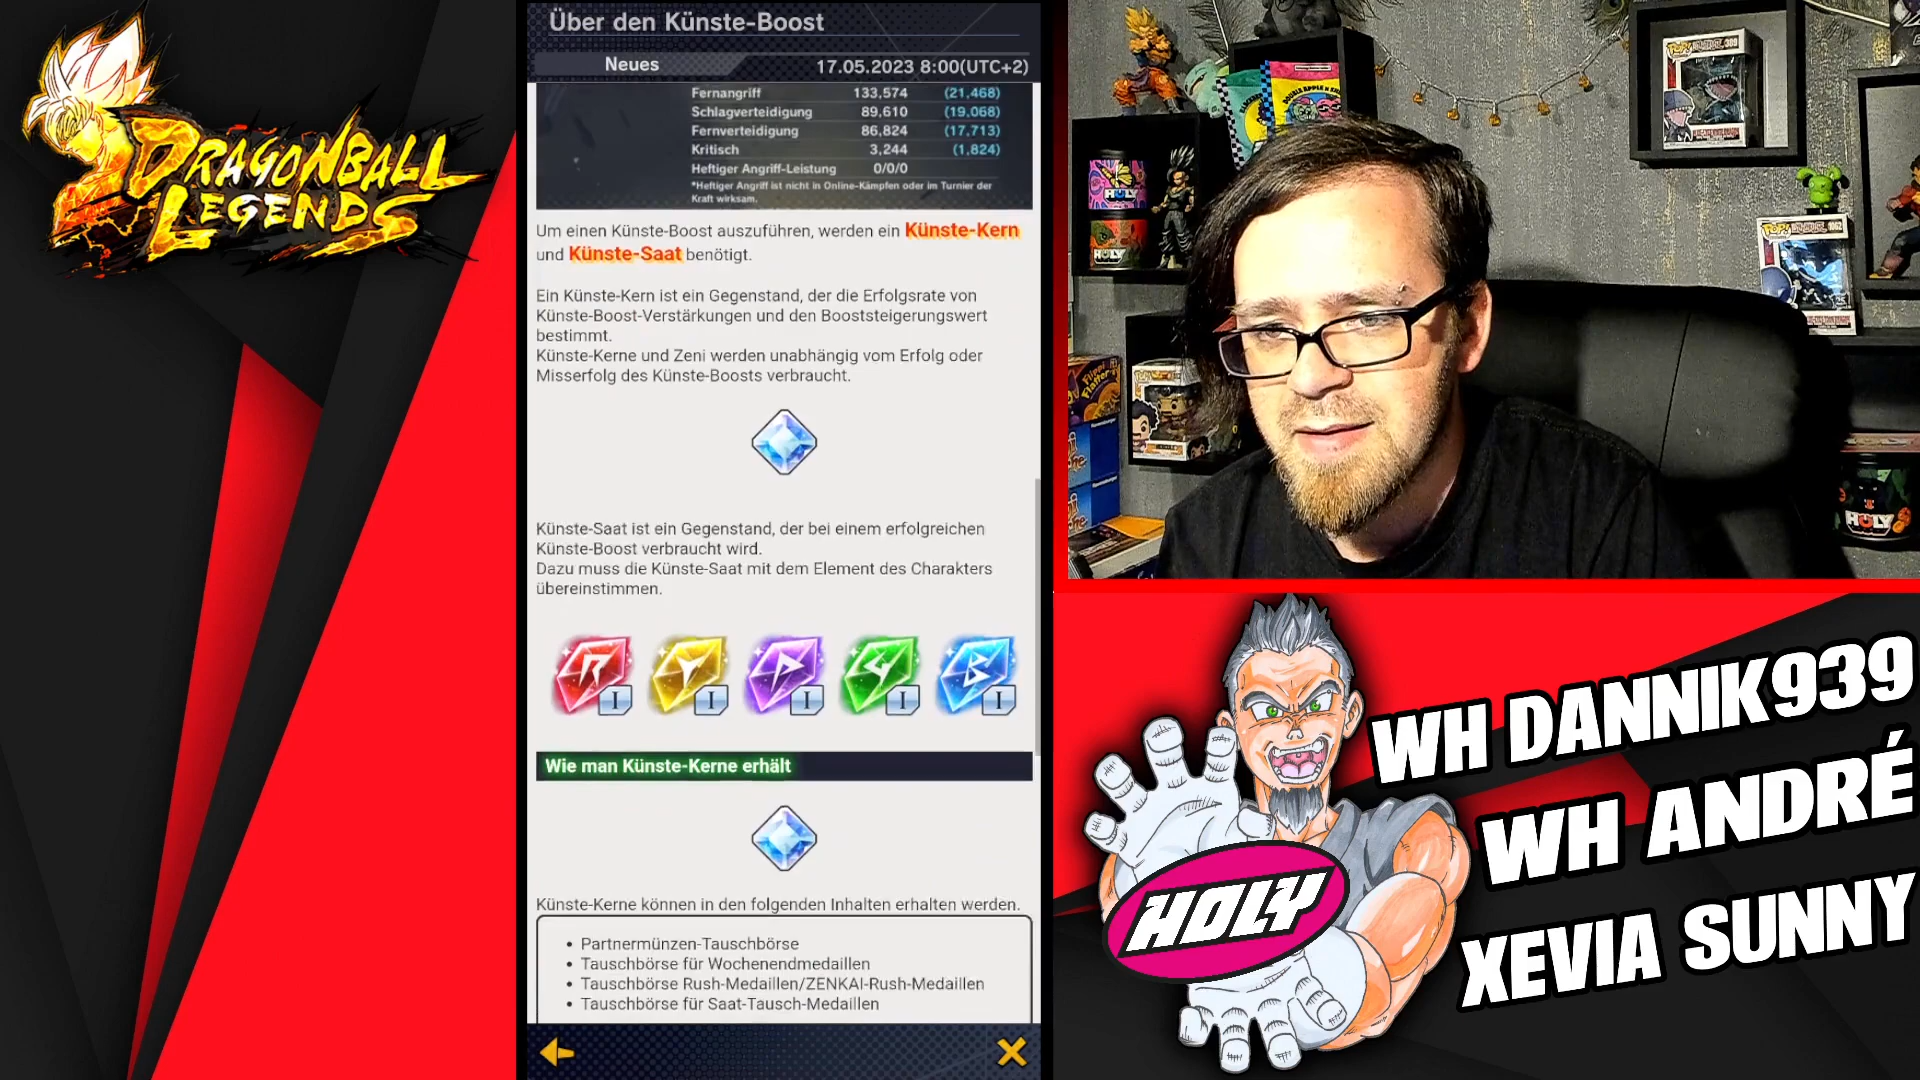 DRAGONBALL
LEGENDS
Über den Künste-Boost
Neues
17.05.2023 8:00(UTC+2)
Fernangriff 133,574 (21,468)
Schlagverteidigung 89,610 (19,068)
Fernverteidigung 86,824 (17,713)
Kritisch 3,244 (1,824)
Heftiger Angriff-Leistung 0/0/0
*Heftiger Angriff ist nicht in Online-Kämpfen oder im Turnier der
Kraft wirksam.
Um einen Künste-Boost auszuführen, werden ein Künste-Kern
und Künste-Saat benötigt.
Ein Künste-Kern ist ein Gegenstand, der die Erfolgsrate von
Künste-Boost-Verstärkungen und den Booststeigerungswert
bestimmt.
Künste-Kerne und Zeni werden unabhängig vom Erfolg oder
Misserfolg des Künste-Boosts verbraucht.
Künste-Saat ist ein Gegenstand, der bei einem erfolgreichen
Künste-Boost verbraucht wird.
Dazu muss die Künste-Saat mit dem Element des Charakters
übereinstimmen.
I I I I I
Wie man Künste-Kerne erhält
Künste-Kerne können in den folgenden Inhalten erhalten werden.
• Partnermünzen-Tauschbörse
• Tauschbörse für Wochenendmedaillen
• Tauschbörse Rush-Medaillen/ZENKAI-Rush-Medaillen
• Tauschbörse für Saat-Tausch-Medaillen
POP!
389
HOLY
HOLY
POP!
1062
POP!
HOLY
WH DANNIK939
WH ANDRÉ
XEVIA SUNNY
HOLY